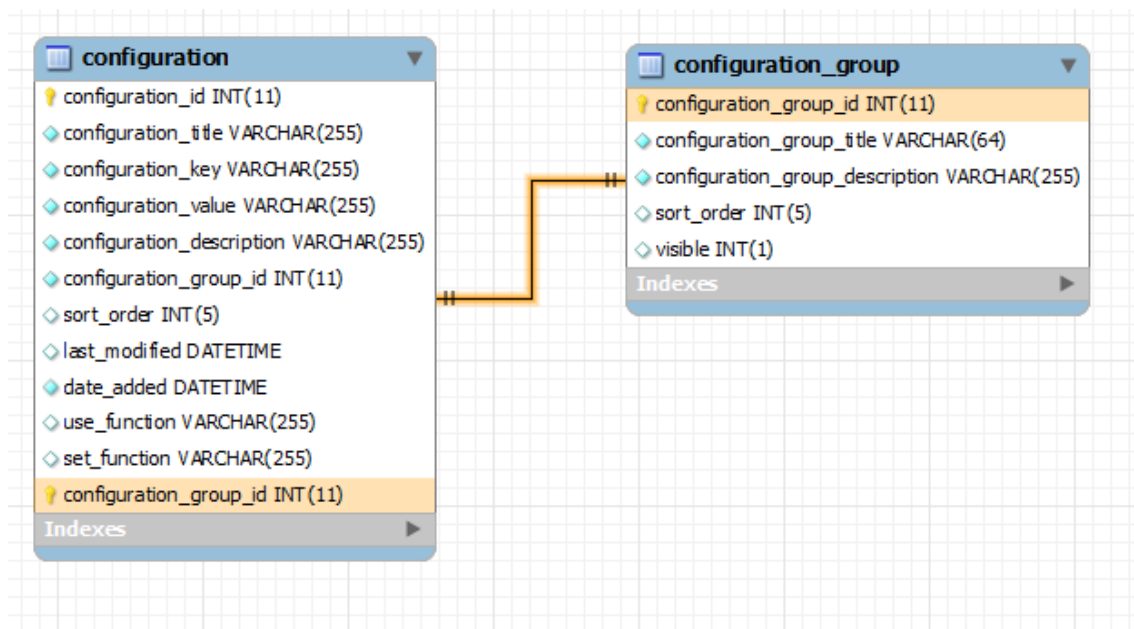 configuration
configuration_id INT(11)
configuration_title VARCHAR(255)
configuration_key VARCHAR(255)
configuration_value VARCHAR(255)
configuration_description VARCHAR(255)
configuration_group_id INT(11)
sort_order INT(5)
last_modified DATETIME
date_added DATETIME
use_function VARCHAR(255)
set_function VARCHAR(255)
configuration_group_id INT(11)
Indexes
configuration_group
configuration_group_id INT(11)
configuration_group_title VARCHAR(64)
configuration_group_description VARCHAR(255)
sort_order INT(5)
visible INT(1)
Indexes